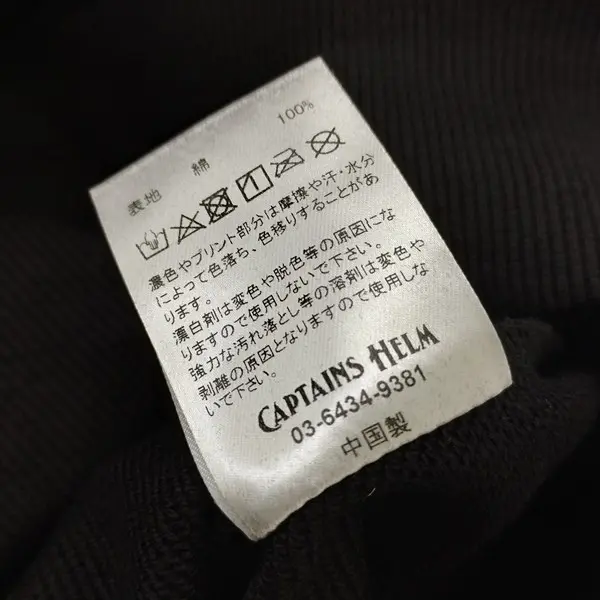 表地 綿 100%
濃色やプリント部分は摩擦や汗・水分
によって色落ち、色移りすることがあ
ります。
漂白剤は変色や脱色等の原因にな
りますので使用しないで下さい。
強力な汚れ落とし等の溶剤は変色や
剥離の原因となりますので使用しな
いで下さい。
CAPTAINS HELM
03-6434-9381
中国製